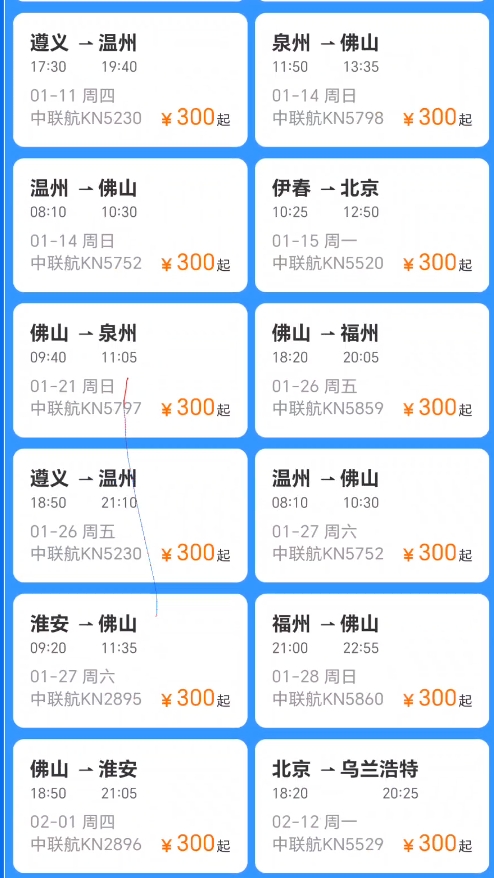 遵义 ⇀ 温州
17:30 19:40
01-11 周四
中联航KN5230 ¥300起
泉州 ⇀ 佛山
11:50 13:35
01-14 周日
中联航KN5798 ¥300起
温州 ⇀ 佛山
08:10 10:30
01-14 周日
中联航KN5752 ¥300起
伊春 ⇀ 北京
10:25 12:50
01-15 周一
中联航KN5520 ¥300起
佛山 ⇀ 泉州
09:40 11:05
01-21 周日
中联航KN5797 ¥300起
佛山 ⇀ 福州
18:20 20:05
01-26 周五
中联航KN5859 ¥300起
遵义 ⇀ 温州
18:50 21:10
01-26 周五
中联航KN5230 ¥300起
温州 ⇀ 佛山
08:10 10:30
01-27 周六
中联航KN5752 ¥300起
淮安 ⇀ 佛山
09:20 11:35
01-27 周六
中联航KN2895 ¥300起
福州 ⇀ 佛山
21:00 22:55
01-28 周日
中联航KN5860 ¥300起
佛山 ⇀ 淮安
18:50 21:05
02-01 周四
中联航KN2896 ¥300起
北京 ⇀ 乌兰浩特
18:20 20:25
02-12 周一
中联航KN5529 ¥300起